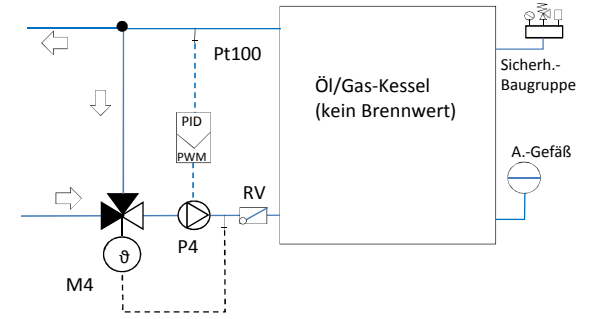 Pt100
Öl/Gas-Kessel
(kein Brennwert)
Sicherh.-
Baugruppe
PID
PWM
A.-Gefäß
RV
P4
ϑ
M4